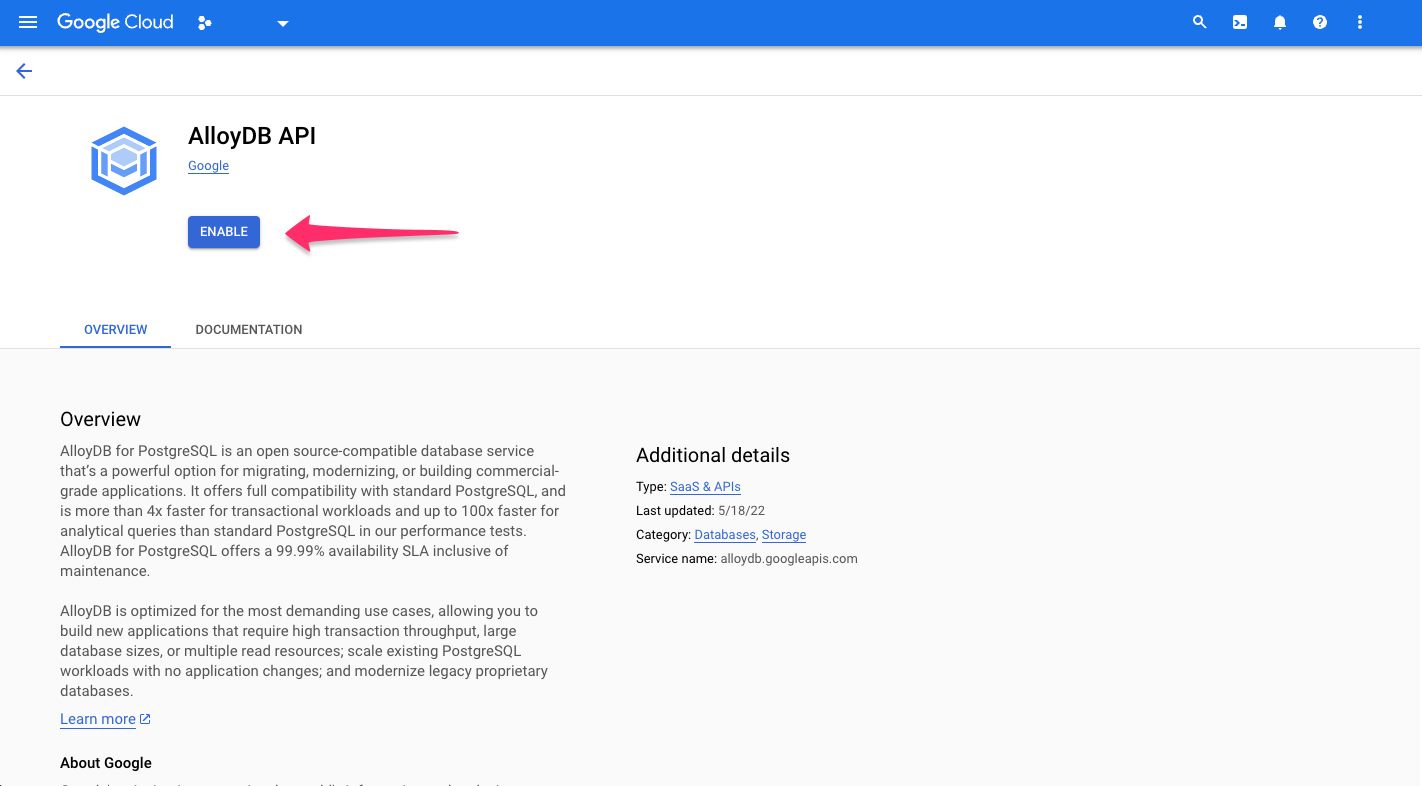 Google Cloud
AlloyDB API
Google
ENABLE
OVERVIEW
DOCUMENTATION
Overview
AlloyDB for PostgreSQL is an open source-compatible database service
that's a powerful option for migrating, modernizing, or building commercial-
grade applications. It offers full compatibility with standard PostgreSQL, and
is more than 4x faster for transactional workloads and up to 100x faster for
analytical queries than standard PostgreSQL in our performance tests.
AlloyDB for PostgreSQL offers a 99.99% availability SLA inclusive of
maintenance.
AlloyDB is optimized for the most demanding use cases, allowing you to
build new applications that require high transaction throughput, large
database sizes, or multiple read resources; scale existing PostgreSQL
workloads with no application changes; and modernize legacy proprietary
databases.
Learn more
About Google
Additional details
Type: SaaS & APIs
Last updated: 5/18/22
Category: Databases, Storage
Service name: alloydb.googleapis.com